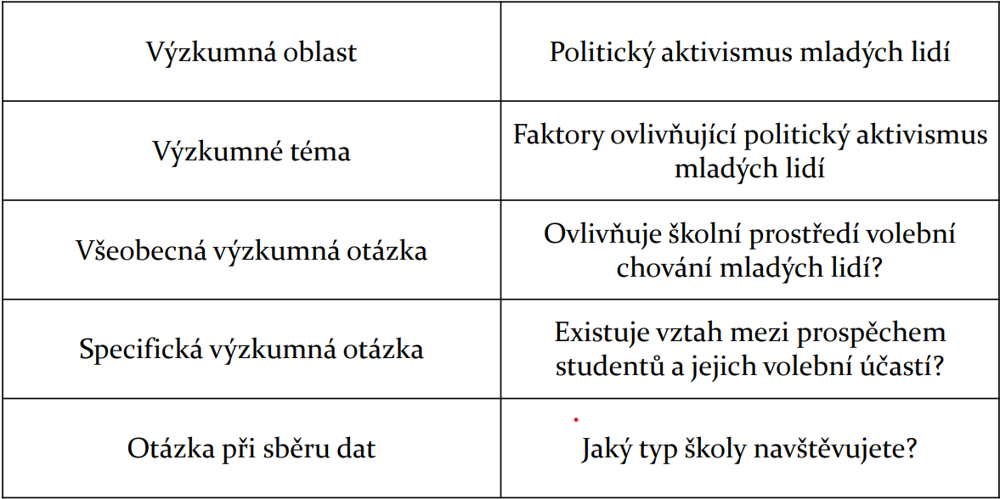 Výzkumná oblast
Politický aktivismus mladých lidí
Výzkumné téma
Faktory ovlivňující politický aktivismus
mladých lidí
Všeobecná výzkumná otázka
Ovlivňuje školní prostředí volební
chování mladých lidí?
Specifická výzkumná otázka
Existuje vztah mezi prospěchem
studentů a jejich volební účastí?
Otázka při sběru dat
Jaký typ školy navštěvujete?